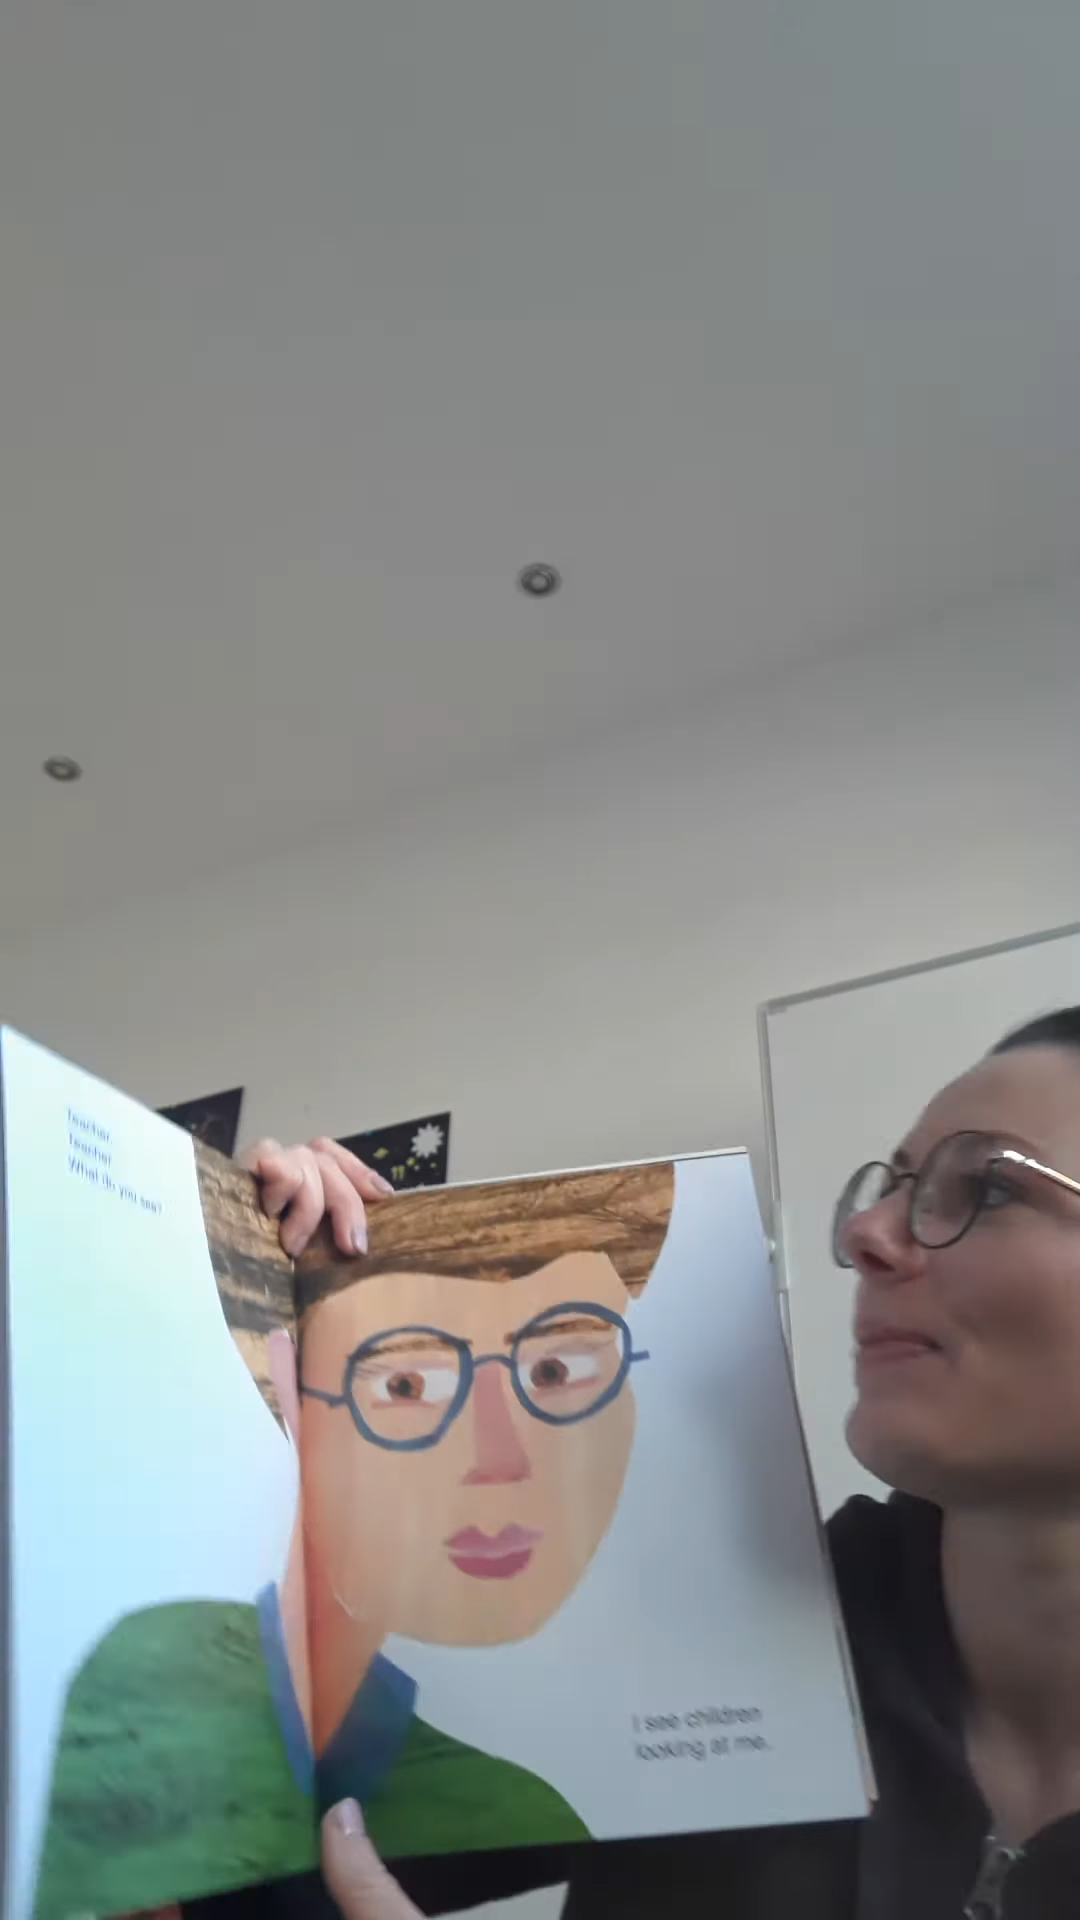 Teacher,
Teacher
What do you see?
I see children
looking at me.